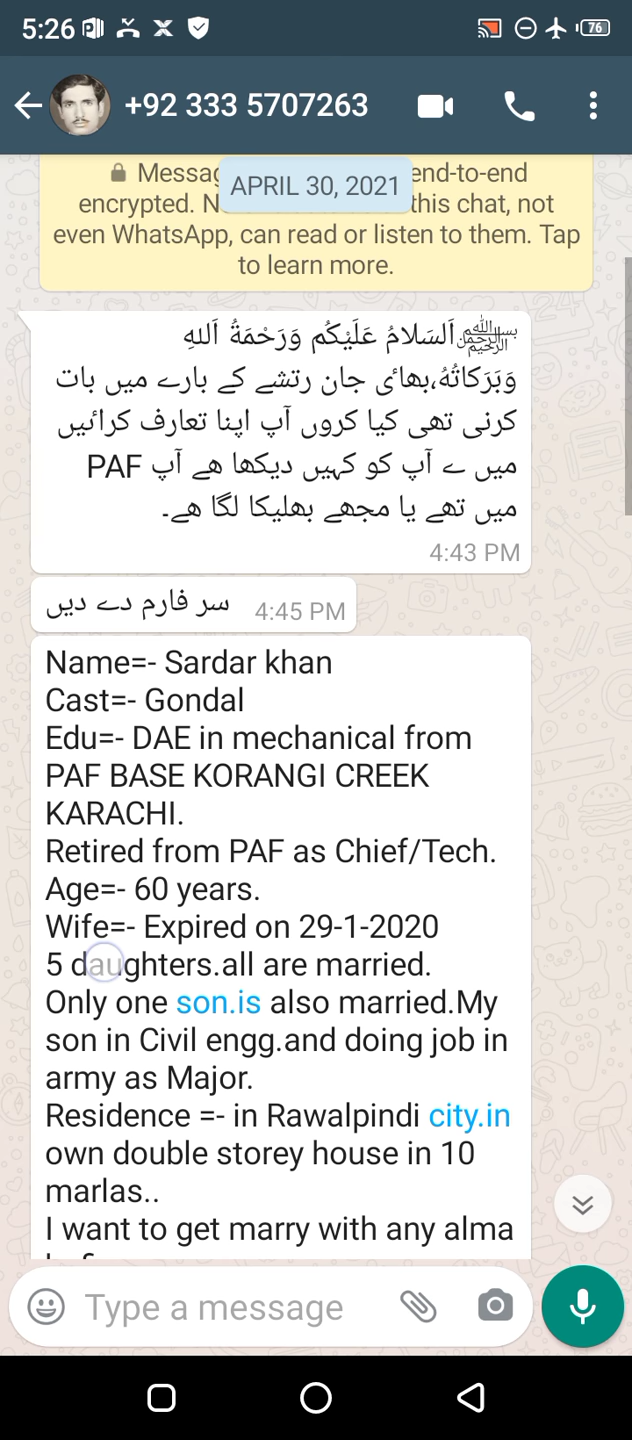 5:26
76
+92 333 5707263
APRIL 30, 2021
Messag end-to-end
encrypted. N this chat, not
even WhatsApp, can read or listen to them. Tap
to learn more.
﷽اَلسَلامُ عَلَيْكُم وَرَحْمَةُ اَللهِ
وَبَرَكاتُهُ،بھاٸ جان رتشے کے بارے میں بات
کرنی تھی کیا کروں آپ اپنا تعارف کراٸیں
میں ے آپ کو کہیں دیکھا ھے آپ PAF
میں تھے یا مجھے بھلیکا لگا ھے۔
4:43 PM
سر فارم دے دیں
4:45 PM
Name=- Sardar khan
Cast=- Gondal
Edu=- DAE in mechanical from
PAF BASE KORANGI CREEK
KARACHI.
Retired from PAF as Chief/Tech.
Age=- 60 years.
Wife=- Expired on 29-1-2020
5 daughters.all are married.
Only one son.is also married.My
son in Civil engg.and doing job in
army as Major.
Residence =- in Rawalpindi city.in
own double storey house in 10
marlas..
I want to get marry with any alma
Type a message